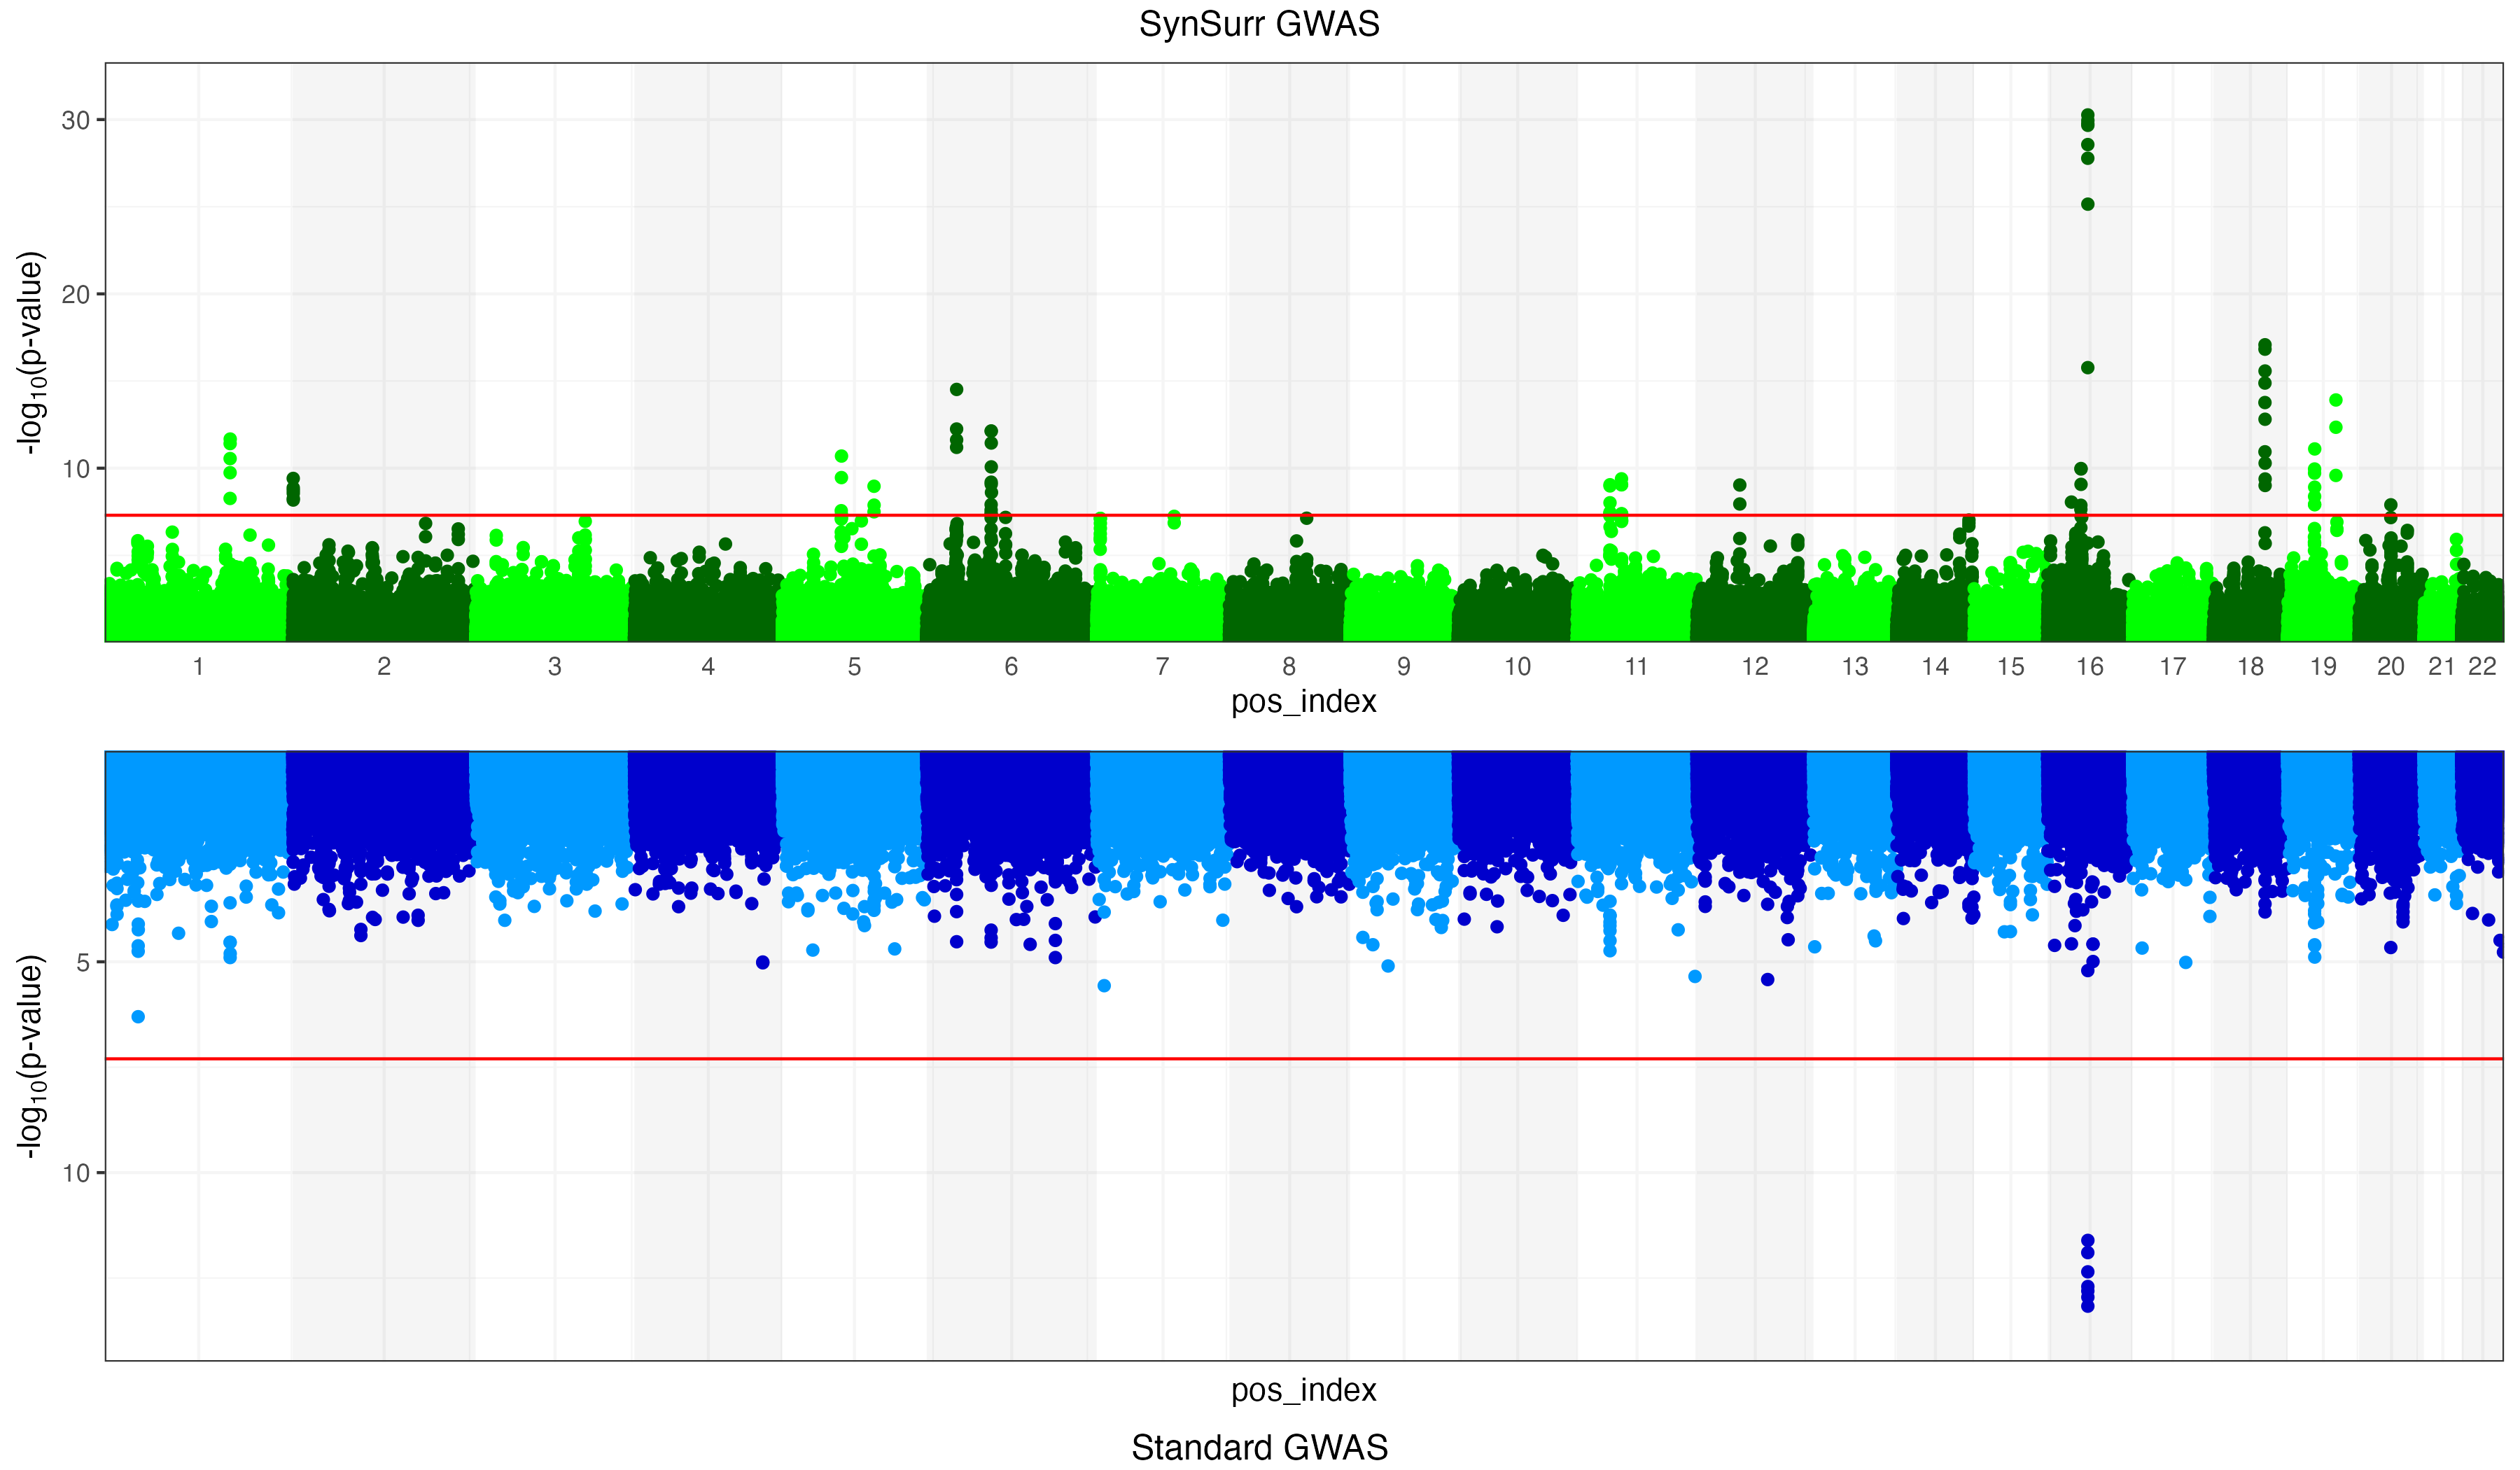 SynSurr GWAS
-log₁₀(p-value)
30
20
10
1 2 3 4 5 6 7 8 9 10 11 12 13 14 15 16 17 18 19 20 21 22
pos_index
-log₁₀(p-value)
5
10
pos_index
Standard GWAS